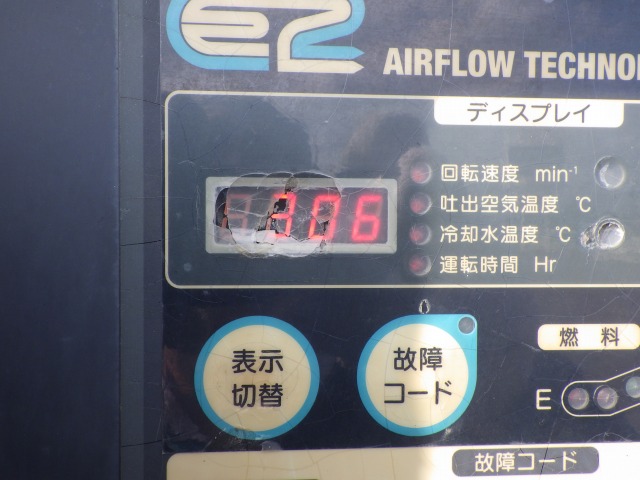 e2
AIRFLOW TECHNOL
ディスプレイ
306
回転速度 min⁻¹
吐出空気温度 ℃
冷却水温度 ℃
運転時間 Hr
表示
切替
故障
コード
燃料
E
故障コード